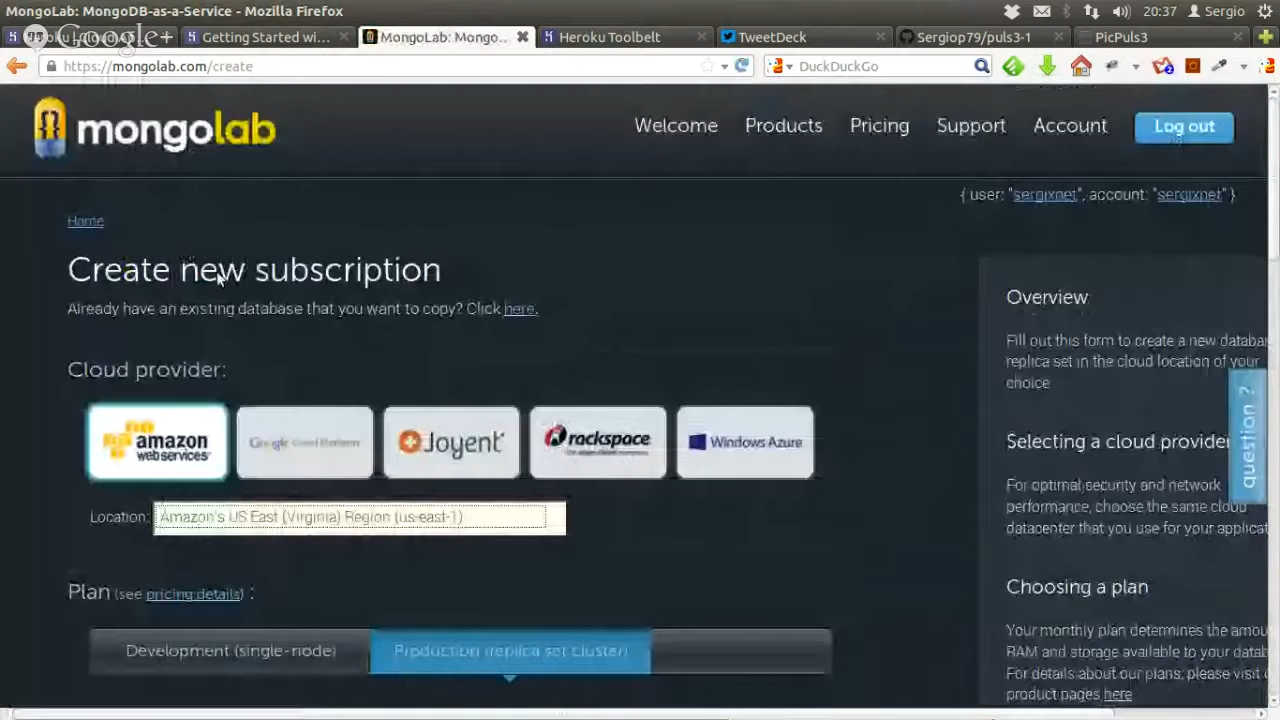 MongoLab: MongoDB-as-a-Service - Mozilla Firefox
20:37 Sergio
Google+
Getting Started wi...
MongoLab: Mongo...
Heroku Toolbelt
TweetDeck
Sergiop79/puls3-1
PicPuls3
https://mongolab.com/create
DuckDuckGo
mongolab
Welcome Products Pricing Support Account Log out
{ user: "sergixnet", account: "sergixnet" }
Home
Create new subscription
Already have an existing database that you want to copy? Click here.
Cloud provider:
amazon
webservices
Google Cloud Platform
Joyent
rackspace
Windows Azure
Location: Amazon's US East (Virginia) Region (us-east-1)
Plan (see pricing details) :
Development (single-node)
Production replica set cluster)
Overview
Fill out this form to create a new databa
replica set in the cloud location of your
choice
Selecting a cloud provider
For optimal security and network
performance, choose the same cloud
datacenter that you use for your applicat
Choosing a plan
Your monthly plan determines the amou
RAM and storage available to your datab
For details about our plans, please visit o
product pages here
question ?